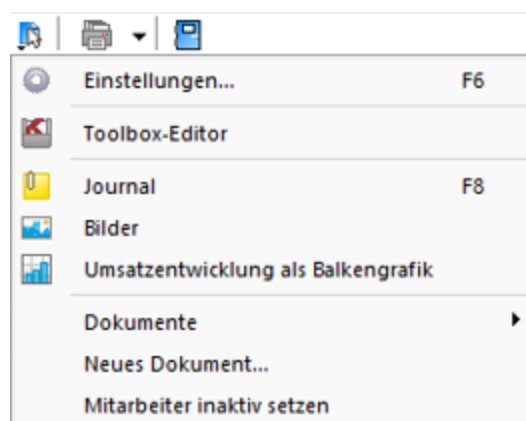 Einstellungen... F6
Toolbox-Editor
Journal F8
Bilder
Umsatzentwicklung als Balkengrafik
Dokumente
Neues Dokument...
Mitarbeiter inaktiv setzen